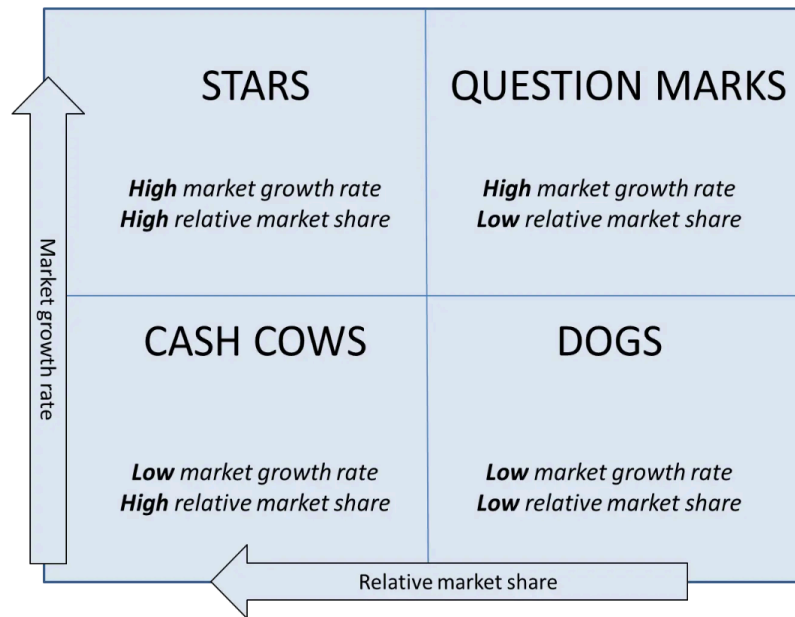 STARS
High market growth rate
High relative market share
QUESTION MARKS
High market growth rate
Low relative market share
Market growth rate
CASH COWS
Low market growth rate
High relative market share
DOGS
Low market growth rate
Low relative market share
Relative market share